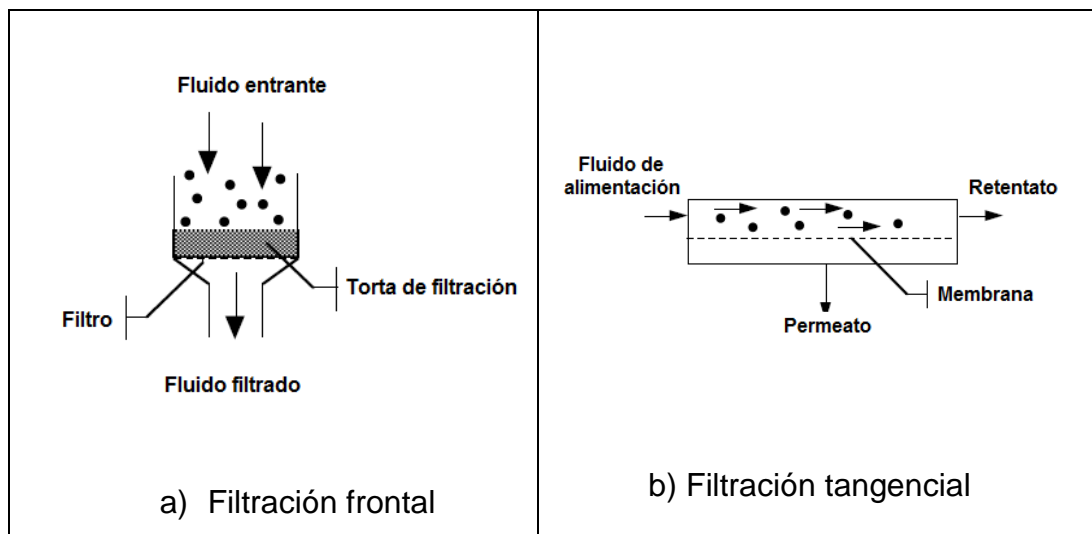 Fluido entrante
Filtro
Torta de filtración
Fluido filtrado
a) Filtración frontal
Fluido de
alimentación
Retentato
Membrana
Permeato
b) Filtración tangencial